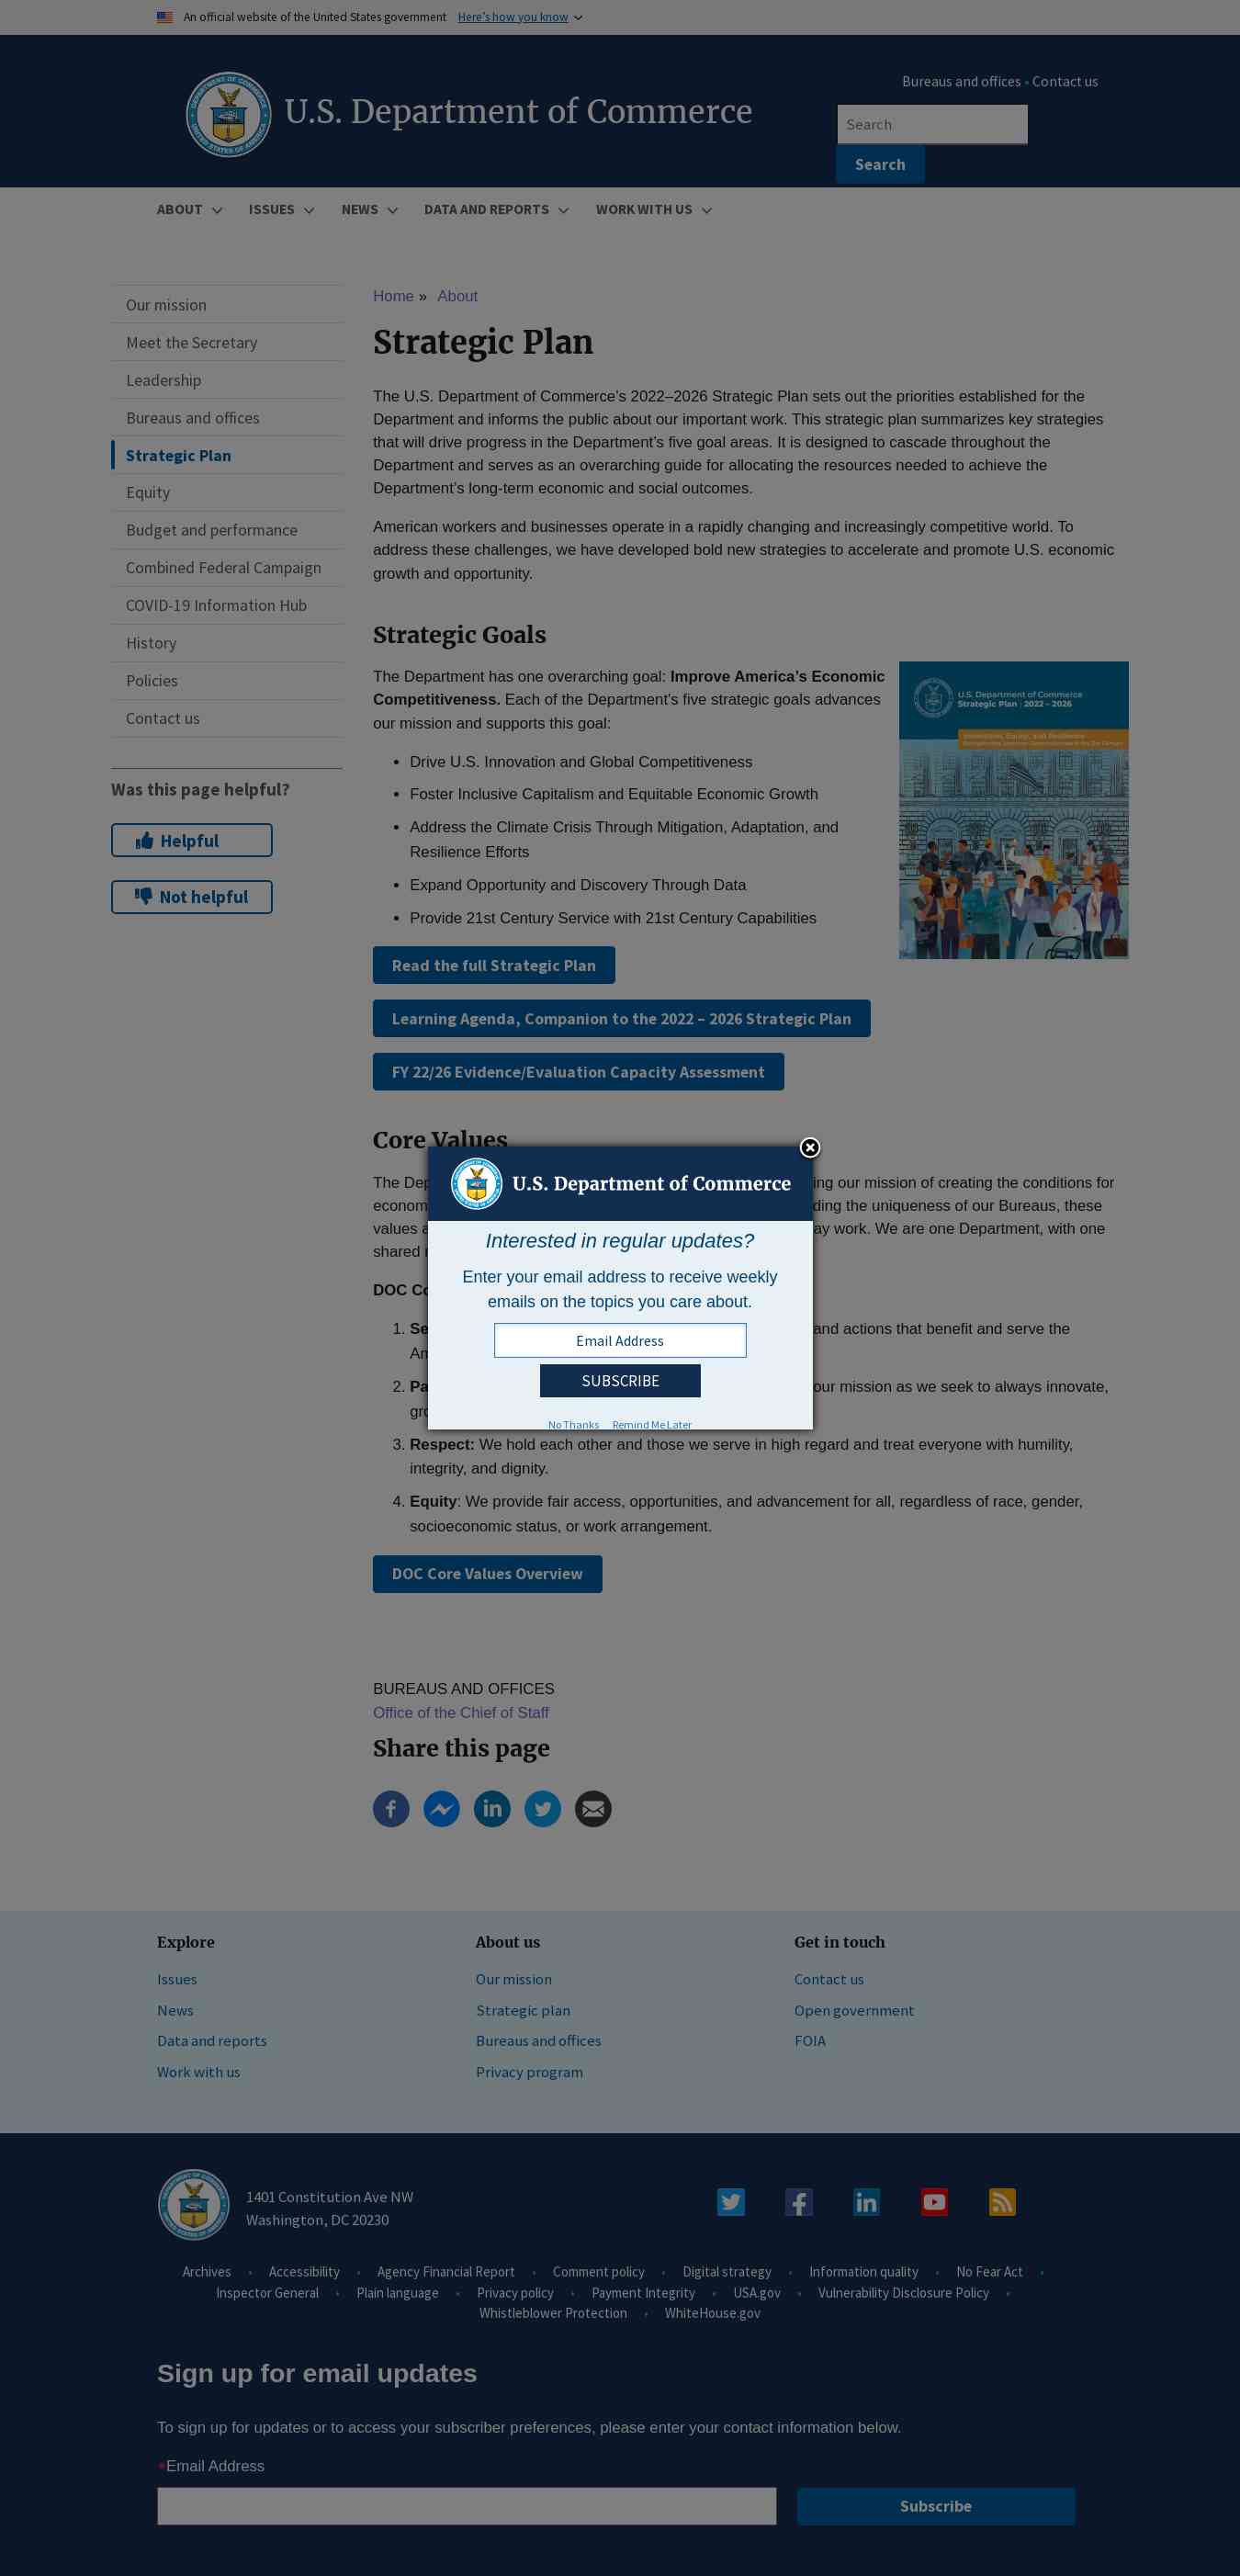 An official website of the United States government Here's how you know
U.S. Department of Commerce
Bureaus and offices • Contact us
Search
Search
ABOUT ISSUES NEWS DATA AND REPORTS WORK WITH US
Our mission
Meet the Secretary
Leadership
Bureaus and offices
Strategic Plan
Equity
Budget and performance
Combined Federal Campaign
COVID-19 Information Hub
History
Policies
Contact us
Was this page helpful?
Helpful
Not helpful
Home » About
Strategic Plan
The U.S. Department of Commerce's 2022–2026 Strategic Plan sets out the priorities established for the
Department and informs the public about our important work. This strategic plan summarizes key strategies
that will drive progress in the Department's five goal areas. It is designed to cascade throughout the
Department and serves as an overarching guide for allocating the resources needed to achieve the
Department's long-term economic and social outcomes.
American workers and businesses operate in a rapidly changing and increasingly competitive world. To
address these challenges, we have developed bold new strategies to accelerate and promote U.S. economic
growth and opportunity.
Strategic Goals
The Department has one overarching goal: Improve America's Economic
Competitiveness. Each of the Department's five strategic goals advances
our mission and supports this goal:
• Drive U.S. Innovation and Global Competitiveness
• Foster Inclusive Capitalism and Equitable Economic Growth
• Address the Climate Crisis Through Mitigation, Adaptation, and
Resilience Efforts
• Expand Opportunity and Discovery Through Data
• Provide 21st Century Service with 21st Century Capabilities
U.S. Department of Commerce
Strategic Plan | 2022 – 2026
Innovation, Equity, and Resilience
Read the full Strategic Plan
Learning Agenda, Companion to the 2022 – 2026 Strategic Plan
FY 22/26 Evidence/Evaluation Capacity Assessment
Core Values
The Dep
ing our mission of creating the conditions for
econom
ding the uniqueness of our Bureaus, these
values a
ay work. We are one Department, with one
shared
DOC Co
1. Se
and actions that benefit and serve the
Am
2. Pa
our mission as we seek to always innovate,
gro
U.S. Department of Commerce
Interested in regular updates?
Enter your email address to receive weekly
emails on the topics you care about.
Email Address
SUBSCRIBE
No Thanks Remind Me Later
3. Respect: We hold each other and those we serve in high regard and treat everyone with humility,
integrity, and dignity.
4. Equity: We provide fair access, opportunities, and advancement for all, regardless of race, gender,
socioeconomic status, or work arrangement.
DOC Core Values Overview
BUREAUS AND OFFICES
Office of the Chief of Staff
Share this page
Explore
Issues
News
Data and reports
Work with us
About us
Our mission
Strategic plan
Bureaus and offices
Privacy program
Get in touch
Contact us
Open government
FOIA
1401 Constitution Ave NW
Washington, DC 20230
Archives • Accessibility • Agency Financial Report • Comment policy • Digital strategy • Information quality • No Fear Act •
Inspector General • Plain language • Privacy policy • Payment Integrity • USA.gov • Vulnerability Disclosure Policy •
Whistleblower Protection • WhiteHouse.gov
Sign up for email updates
To sign up for updates or to access your subscriber preferences, please enter your contact information below.
*Email Address
Subscribe